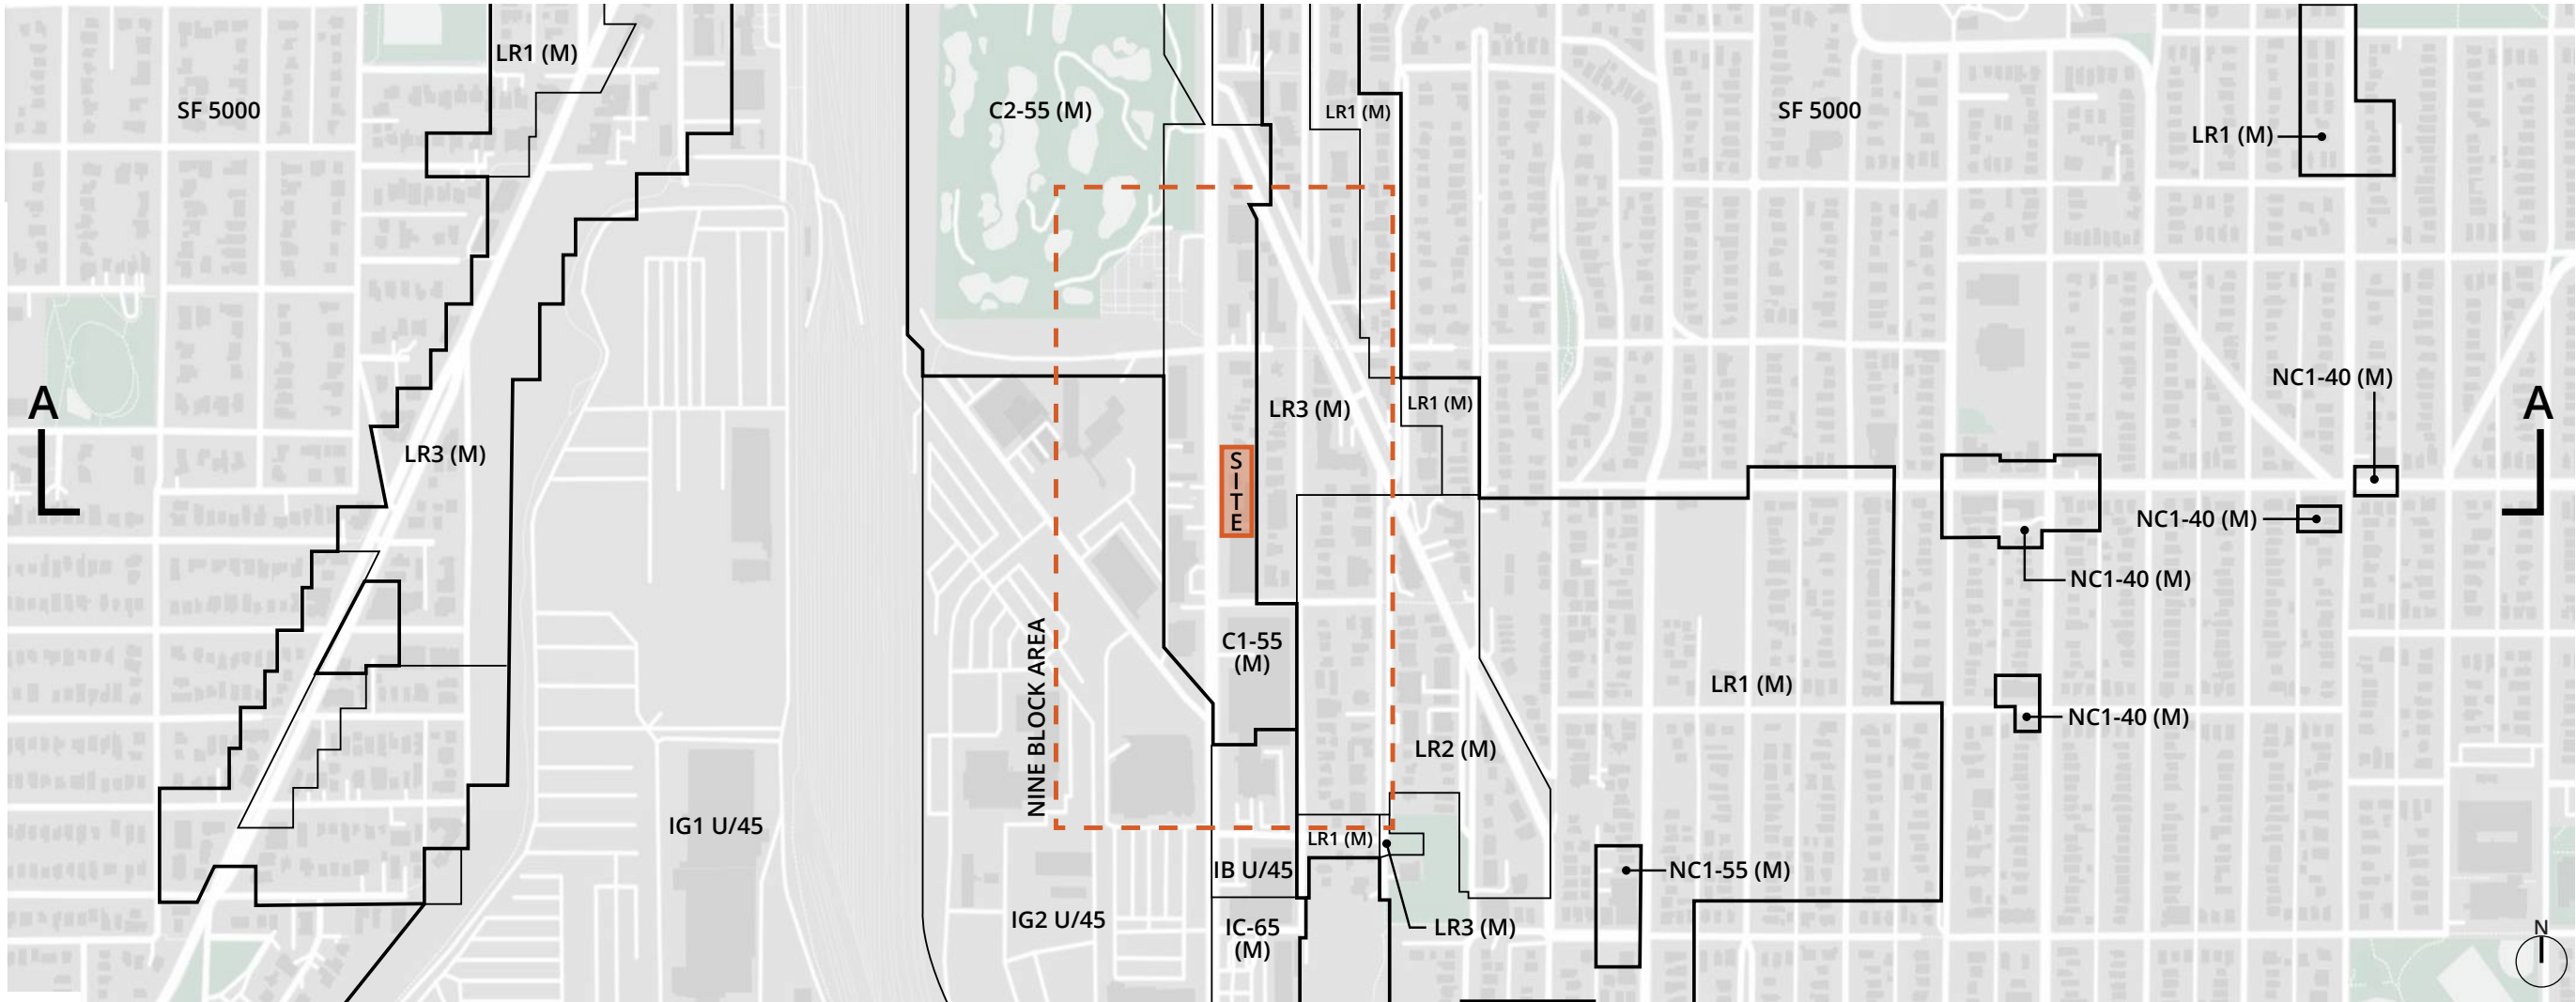 LR1 (M)
SF 5000
C2-55 (M)
LR1 (M)
SF 5000
LR1 (M)
NC1-40 (M)
A
A
LR3 (M)
LR1 (M)
LR3 (M)
SITE
NC1-40 (M)
NC1-40 (M)
C1-55
(M)
NINE BLOCK AREA
LR1 (M)
NC1-40 (M)
LR2 (M)
IG1 U/45
LR1 (M)
IB U/45
NC1-55 (M)
IG2 U/45
IC-65
(M)
LR3 (M)
N